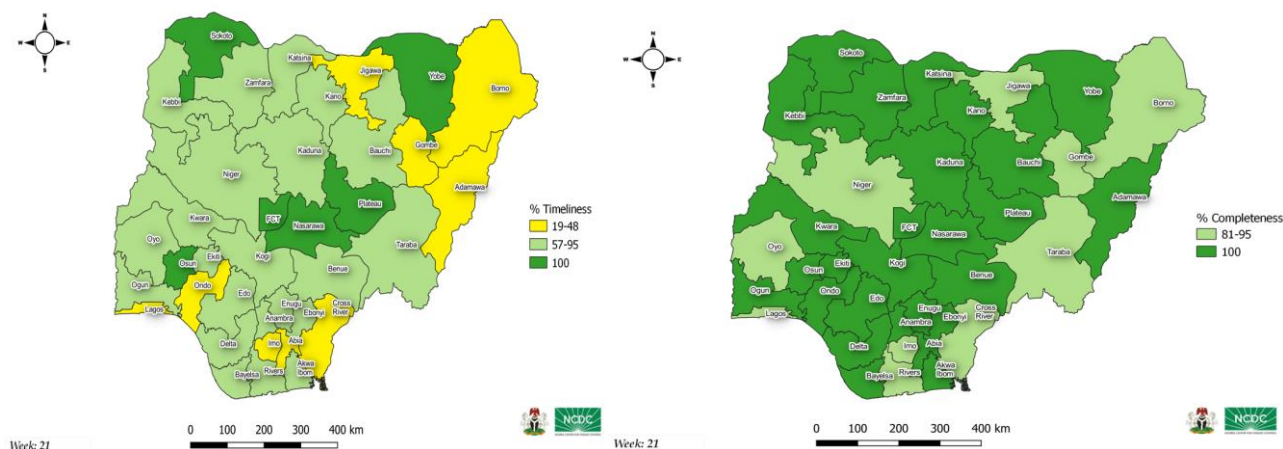 N
W E
S
Sokoto
Katsina
Jigawa
Yobe
Borno
Zamfara
Kano
Kebbi
Gombe
Bauchi
Kaduna
Niger
Adamawa
Plateau
FCT
Nasarawa
Kwara
Oyo
Taraba
Kogi
Ekiti
Osun
Benue
Ogun
Ondo
Edo
Enugu
Cross
River
Ebonyi
Lagos
Anambra
Imo
Abia
Delta
Akwa
Ibom
Rivers
Bayelsa
% Timeliness
19-48
57-95
100
NCDC
0 100 200 300 400 km
Week: 21
N
W E
S
Sokoto
Katsina
Jigawa
Yobe
Borno
Zamfara
Kano
Kebbi
Gombe
Bauchi
Kaduna
Niger
Adamawa
Plateau
FCT
Nasarawa
Kwara
Oyo
Taraba
Kogi
Ekiti
Osun
Benue
Ogun
Ondo
Edo
Enugu
Cross
River
Ebonyi
Lagos
Anambra
Imo
Abia
Delta
Akwa
Ibom
Rivers
Bayelsa
% Completeness
81-95
100
NCDC
0 100 200 300 400 km
Week: 21